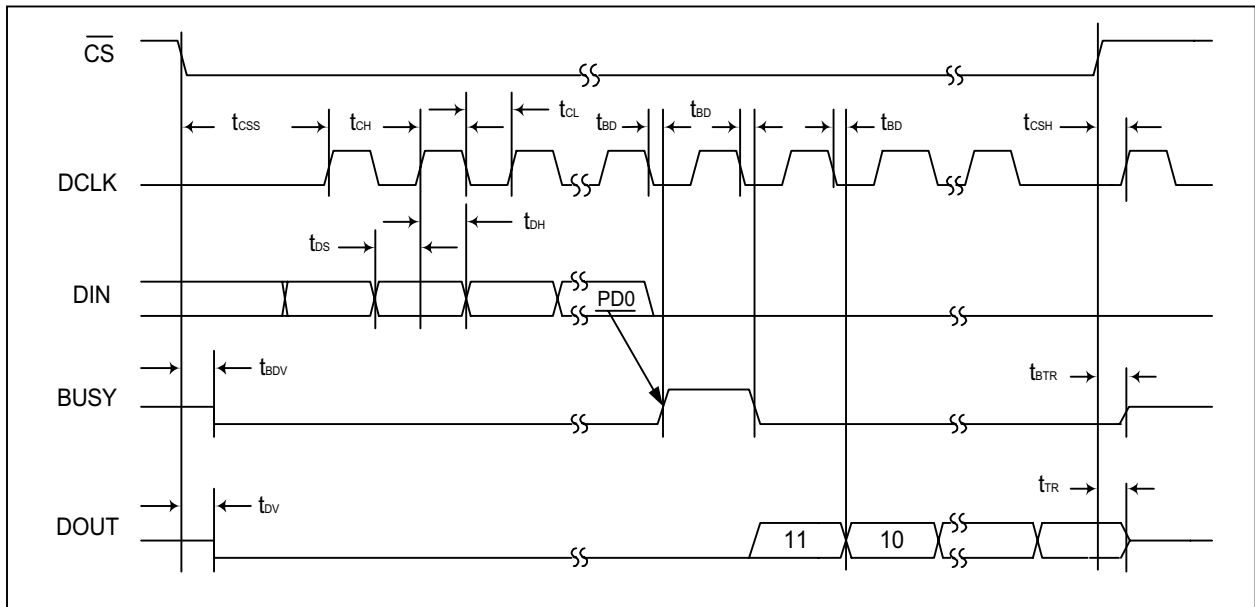 CS
tCSS tCH tCL tBD tBD tBD tCSH
DCLK
tDS tDH
DIN
PD0
tBDV tBTR
BUSY
tDV tTR
DOUT
11 10